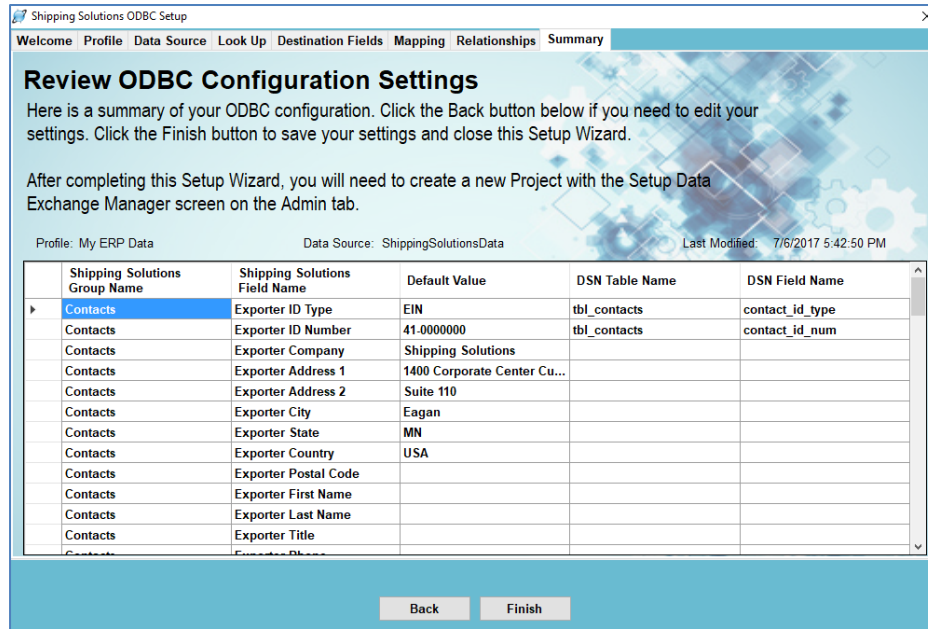 Shipping Solutions ODBC Setup
Welcome Profile Data Source Look Up Destination Fields Mapping Relationships Summary
Review ODBC Configuration Settings
Here is a summary of your ODBC configuration. Click the Back button below if you need to edit your
settings. Click the Finish button to save your settings and close this Setup Wizard.
After completing this Setup Wizard, you will need to create a new Project with the Setup Data
Exchange Manager screen on the Admin tab.
Profile: My ERP Data Data Source: ShippingSolutionsData Last Modified: 7/6/2017 5:42:50 PM
Shipping Solutions Group Name Shipping Solutions Field Name Default Value DSN Table Name DSN Field Name
Contacts Exporter ID Type EIN tbl_contacts contact_id_type
Contacts Exporter ID Number 41-0000000 tbl_contacts contact_id_num
Contacts Exporter Company Shipping Solutions
Contacts Exporter Address 1 1400 Corporate Center Cu...
Contacts Exporter Address 2 Suite 110
Contacts Exporter City Eagan
Contacts Exporter State MN
Contacts Exporter Country USA
Contacts Exporter Postal Code
Contacts Exporter First Name
Contacts Exporter Last Name
Contacts Exporter Title
Back Finish